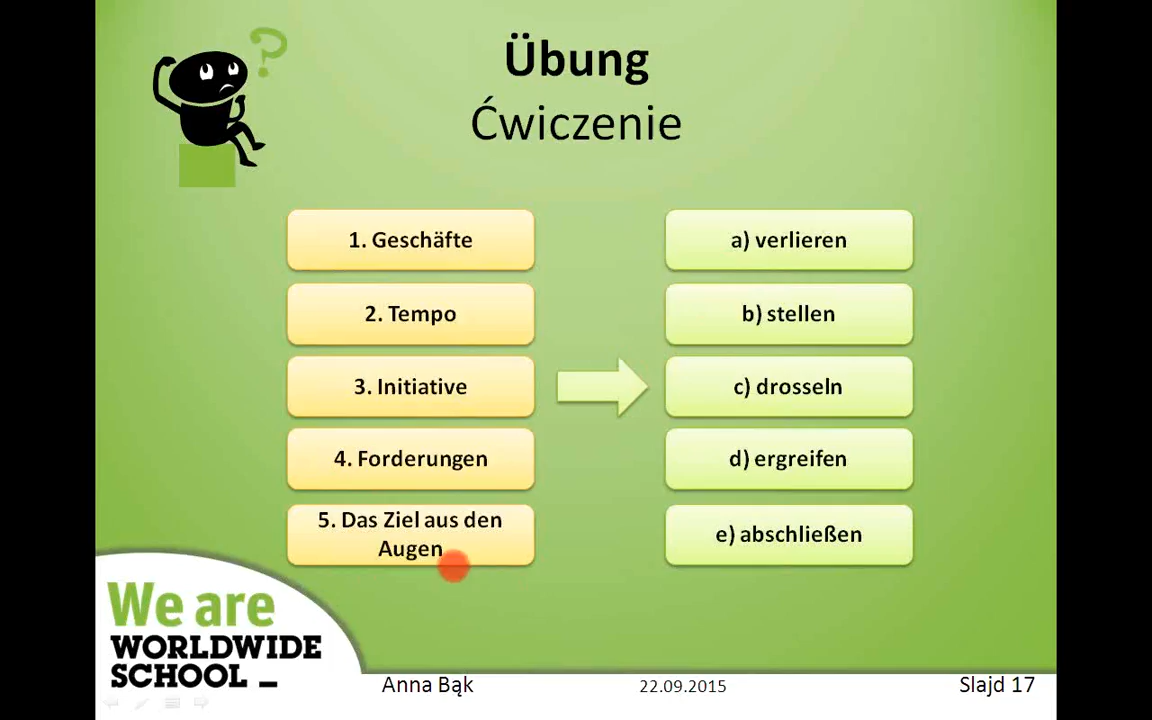 ?
Übung
Ćwiczenie
1. Geschäfte
a) verlieren
2. Tempo
b) stellen
3. Initiative
c) drosseln
4. Forderungen
d) ergreifen
5. Das Ziel aus den
Augen
e) abschließen
We are
WORLDWIDE
SCHOOL _
Anna Bąk
22.09.2015
Slajd 17